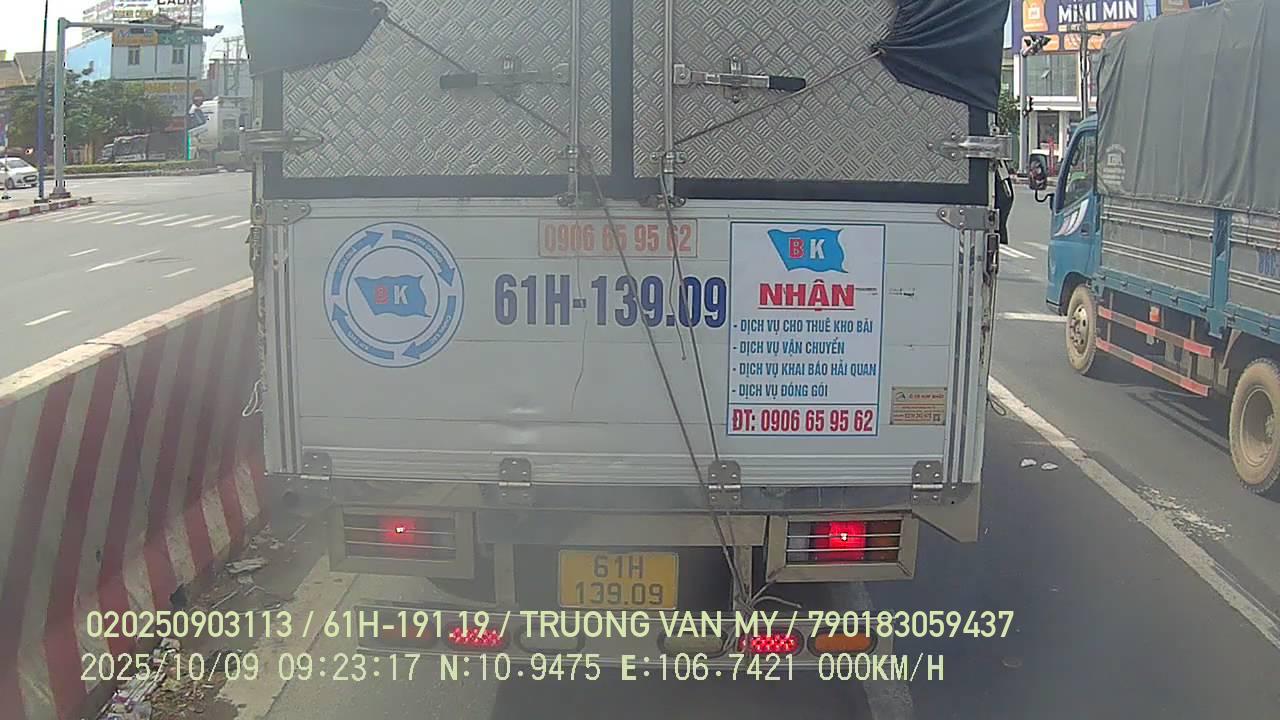 MINI MIN
0906 65 95 62
61H-139.09
BK
BK
NHẬN
- DỊCH VỤ CHO THUÊ KHO BÃI
- DỊCH VỤ VẬN CHUYỂN
- DỊCH VỤ KHAI BÁO HẢI QUAN
- DỊCH VỤ ĐÓNG GÓI
ĐT: 0906 65 95 62
61H
139.09
020250903113 / 61H-191.19 / TRUONG VAN MY / 790183059437
2025/10/09 09:23:17 N:10.9475 E:106.7421 000KM/H